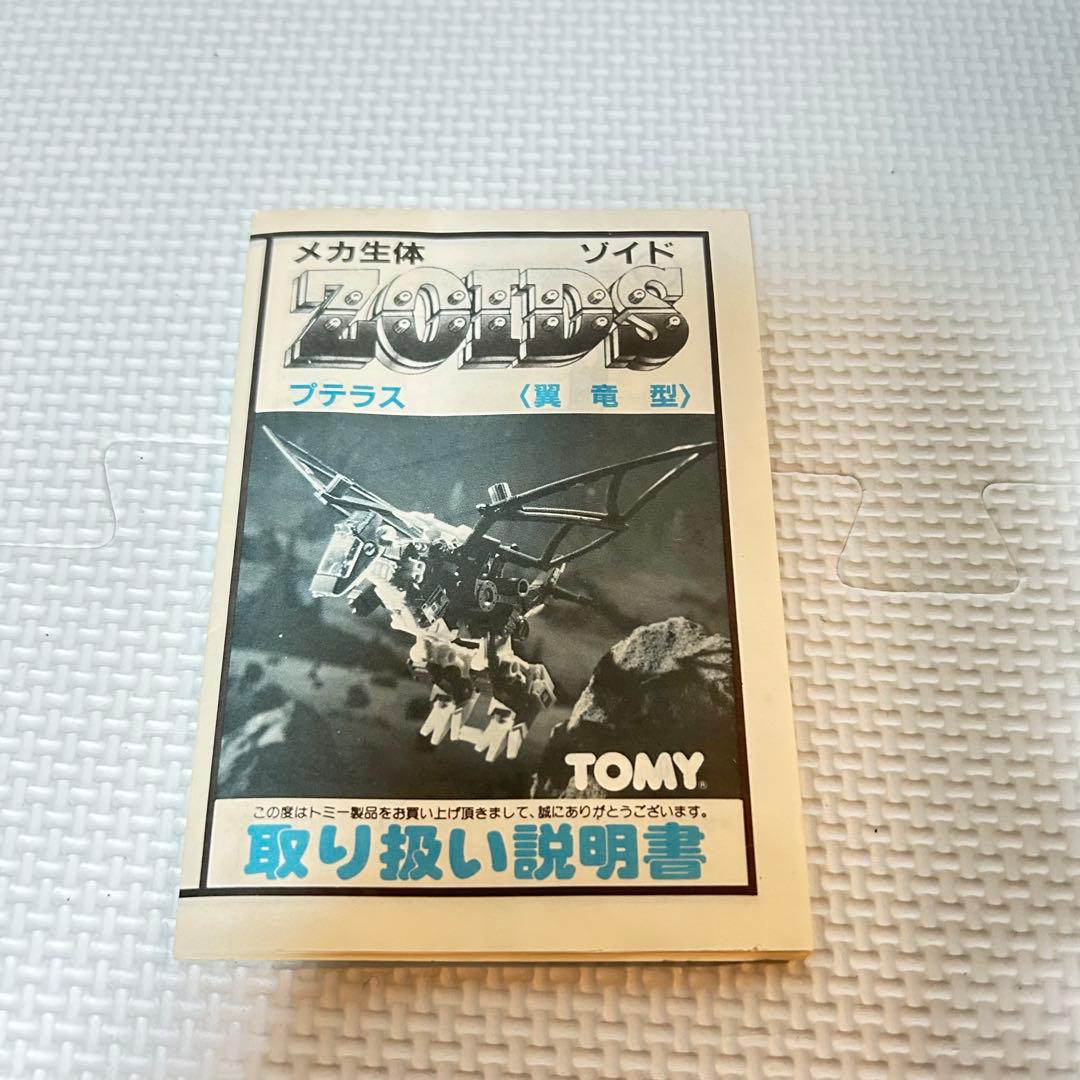 メカ生体 ゾイド
ZOIDS
プテラス 〈翼竜型〉
TOMY®
この度はトミー製品をお買い上げ頂きまして、誠にありがとうございます。
取り扱い説明書